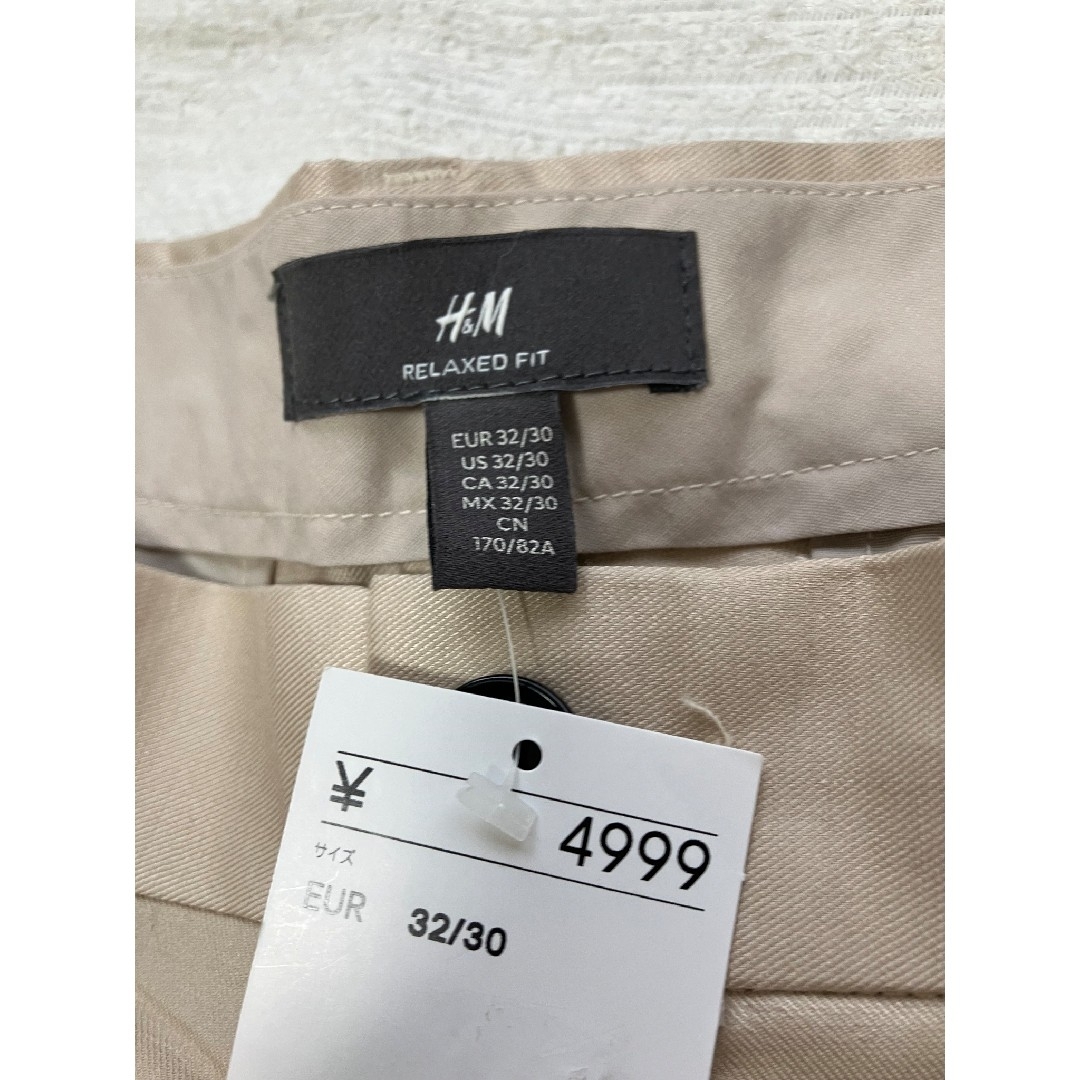 H&M
RELAXED FIT
EUR 32/30
US 32/30
CA 32/30
MX 32/30
CN
170/82A
¥ 4999
サイズ
EUR 32/30